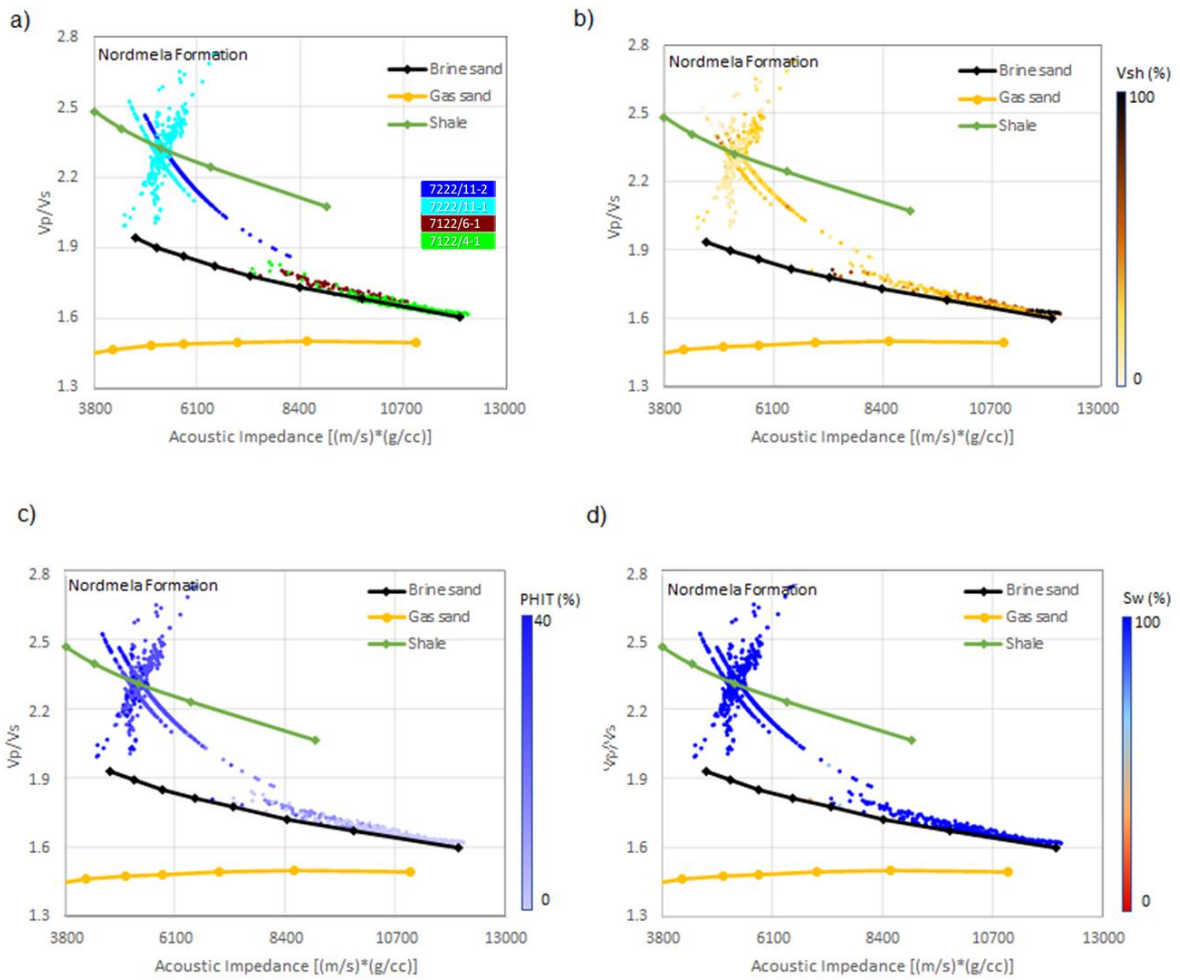 a)
2.8
Nordmela Formation
Brine sand
Gas sand
Shale
2.5
2.2
1.9
1.6
1.3
Vp/Vs
7222/11-2
7222/11-1
7122/6-1
7122/4-1
3800 6100 8400 10700 13000
Acoustic Impedance [(m/s)*(g/cc)]
b)
2.8
Nordmela Formation
Brine sand
Gas sand
Shale
2.5
2.2
1.9
1.6
1.3
Vp/Vs
Vsh (%)
100
0
3800 6100 8400 10700 13000
Acoustic Impedance [(m/s)*(g/cc)]
c)
2.8
Nordmela Formation
Brine sand
Gas sand
Shale
2.5
2.2
1.9
1.6
1.3
Vp/Vs
PHIT (%)
40
0
3800 6100 8400 10700 13000
Acoustic Impedance [(m/s)*(g/cc)]
d)
2.8
Nordmela Formation
Brine sand
Gas sand
Shale
2.5
2.2
1.9
1.6
1.3
Vp/Vs
Sw (%)
100
0
3800 6100 8400 10700 13000
Acoustic Impedance [(m/s)*(g/cc)]